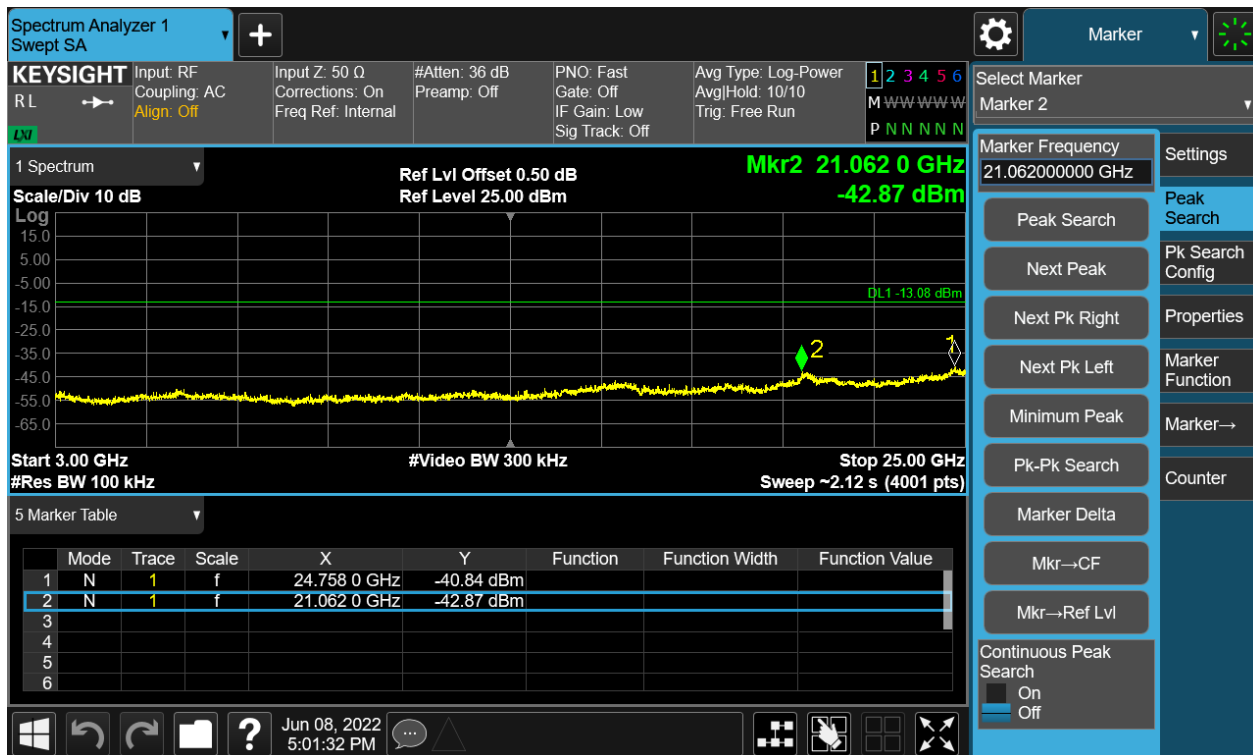 Spectrum Analyzer 1
Swept SA
Marker
KEYSIGHT
RL
LXI
Input: RF
Coupling: AC
Align: Off
Input Z: 50 Ω
Corrections: On
Freq Ref: Internal
#Atten: 36 dB
Preamp: Off
PNO: Fast
Gate: Off
IF Gain: Low
Sig Track: Off
Avg Type: Log-Power
Avg|Hold: 10/10
Trig: Free Run
1 2 3 4 5 6
M W W W W W
P N N N N N
Select Marker
Marker 2
1 Spectrum
Scale/Div 10 dB
Ref Lvl Offset 0.50 dB
Ref Level 25.00 dBm
Mkr2 21.062 0 GHz
-42.87 dBm
Log
15.0
5.00
-5.00
-15.0
-25.0
-35.0
-45.0
-55.0
-65.0
DL1 -13.08 dBm
2
1
Start 3.00 GHz
#Video BW 300 kHz
Stop 25.00 GHz
#Res BW 100 kHz
Sweep ~2.12 s (4001 pts)
5 Marker Table
Mode Trace Scale X Y Function Function Width Function Value
1 N 1 f 24.758 0 GHz -40.84 dBm
2 N 1 f 21.062 0 GHz -42.87 dBm
3
4
5
6
Marker Frequency
21.062000000 GHz
Peak Search
Next Peak
Next Pk Right
Next Pk Left
Minimum Peak
Pk-Pk Search
Marker Delta
Mkr→CF
Mkr→Ref Lvl
Continuous Peak
Search
On
Off
Settings
Peak
Search
Pk Search
Config
Properties
Marker
Function
Marker→
Counter
?
Jun 08, 2022
5:01:32 PM